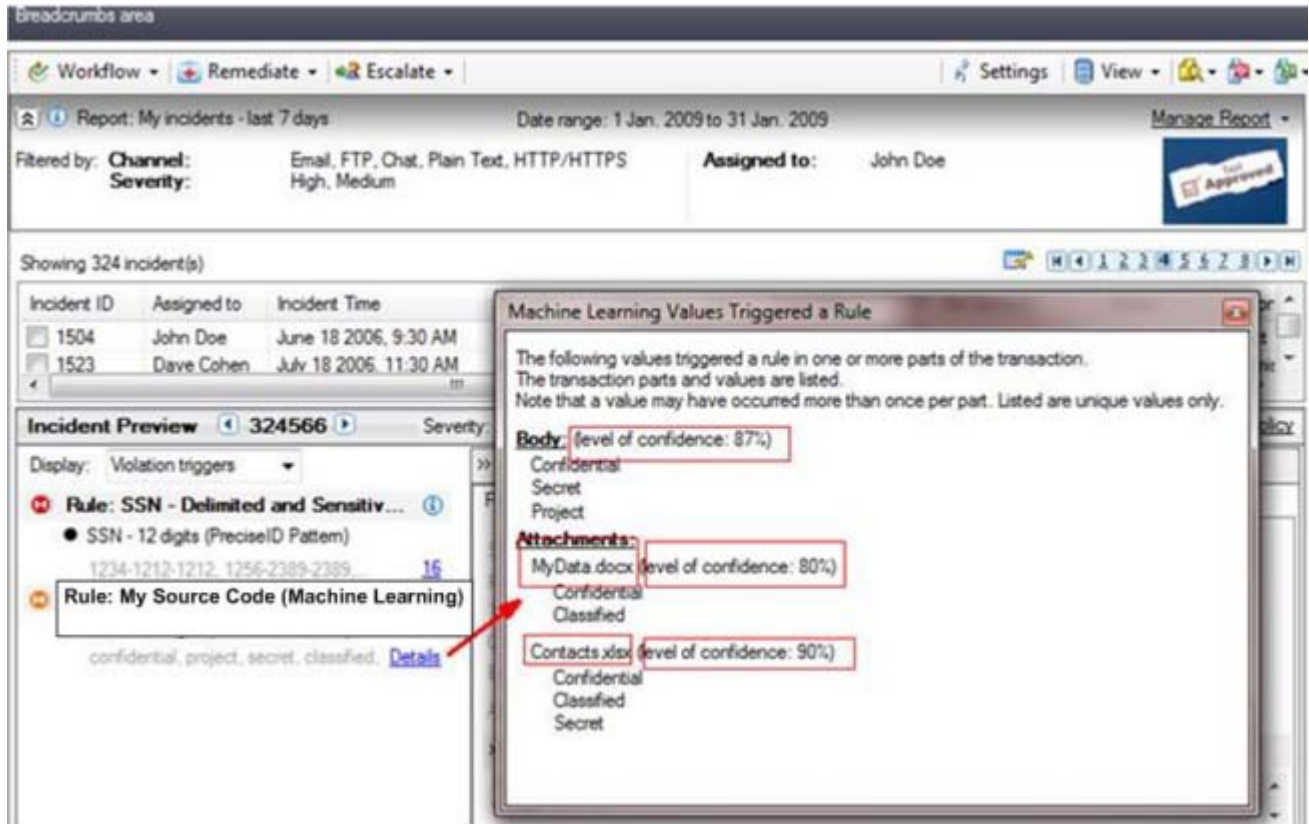 Breadcrumbs area
Workflow Remediate Escalate Settings View
Report: My incidents - last 7 days Date range: 1 Jan. 2009 to 31 Jan. 2009 Manage Report
Filtered by: Channel: Email, FTP, Chat, Plain Text, HTTP/HTTPS Assigned to: John Doe
Severity: High, Medium
Approved
Showing 324 incident(s) 1 2 3 4 5 6 7 8
Incident ID Assigned to Incident Time
1504 John Doe June 18 2006, 9:30 AM
1523 Dave Cohen July 18 2006, 11:30 AM
Incident Preview 324566 Severity:
Display: Violation triggers
Rule: SSN - Delimited and Sensitiv...
SSN - 12 digits (PreciseID Pattern)
1234-1212-1212, 1256-2389-2389,... 16
Rule: My Source Code (Machine Learning)
confidential, project, secret, classified, Details
Machine Learning Values Triggered a Rule
The following values triggered a rule in one or more parts of the transaction.
The transaction parts and values are listed.
Note that a value may have occurred more than once per part. Listed are unique values only.
Body: (level of confidence: 87%)
Confidential
Secret
Project
Attachments:
MyData.docx (level of confidence: 80%)
Confidential
Classified
Contacts.xlsx (level of confidence: 90%)
Confidential
Classified
Secret